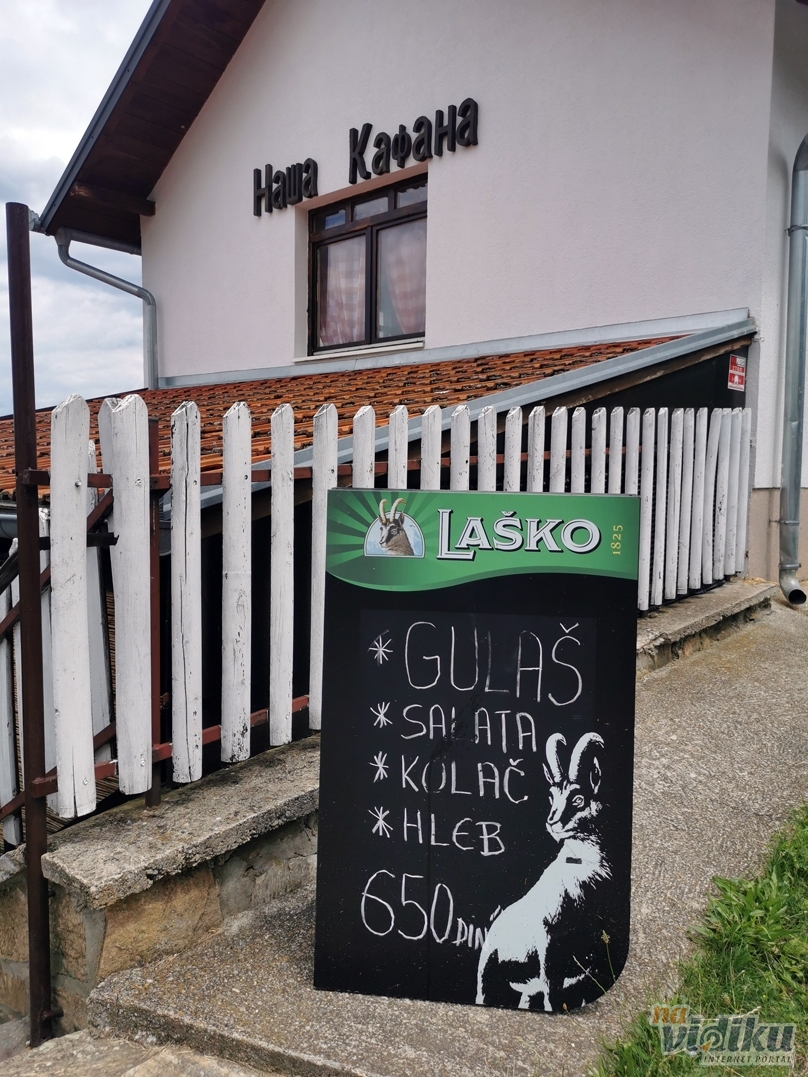 Наша Кафана
LAŠKO 1825
* GULAŠ
* SALATA
* KOLAČ
* HLEB
650 DIN
na
vidiku
INTERNET PORTAL